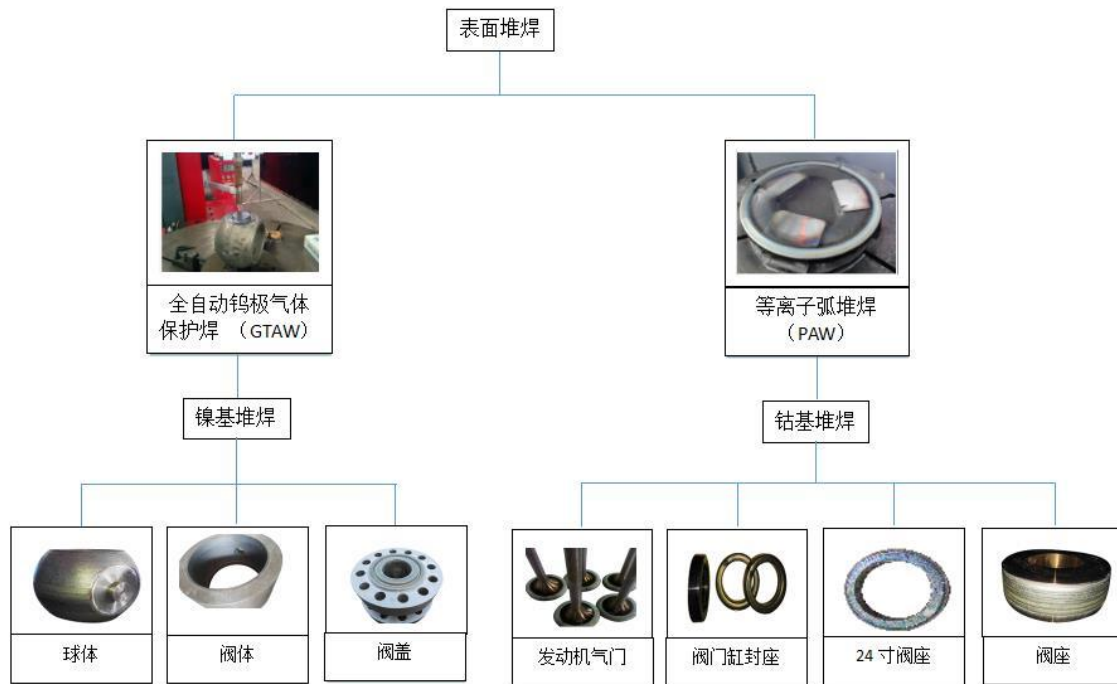 表面堆焊
全自动钨极气体
保护焊 （GTAW）
等离子弧堆焊
（PAW）
镍基堆焊
钴基堆焊
球体
阀体
阀盖
发动机气门
阀门缸封座
24 寸阀座
阀座